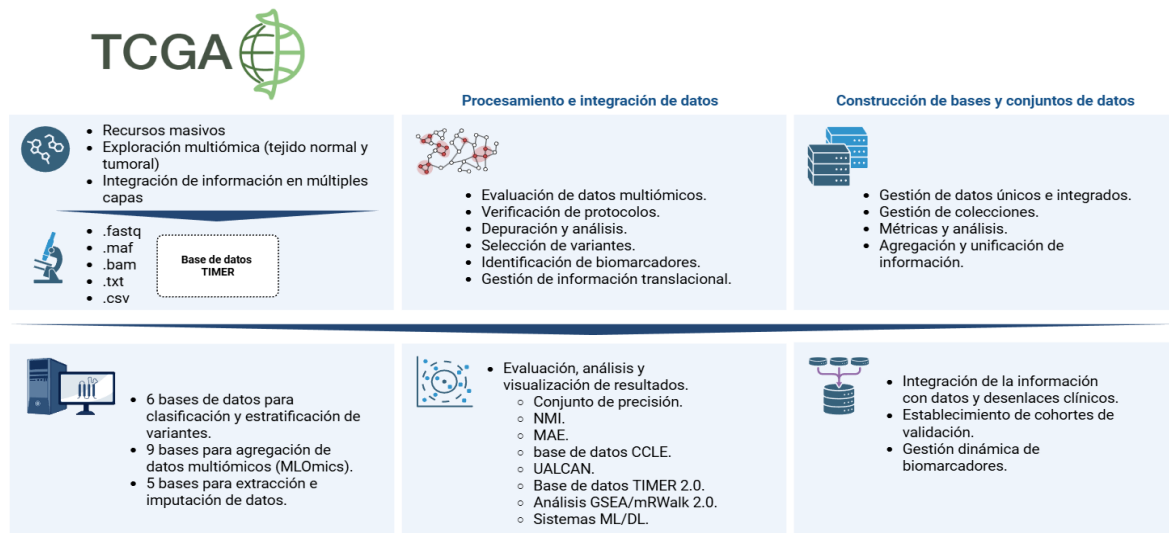 TCGA
Procesamiento e integración de datos
Construcción de bases y conjuntos de datos
• Recursos masivos
• Exploración multiómica (tejido normal y
tumoral)
• Integración de información en múltiples
capas
• .fastq
• .maf
• .bam
• .txt
• .csv
Base de datos
TIMER
• Evaluación de datos multiómicos.
• Verificación de protocolos.
• Depuración y análisis.
• Selección de variantes.
• Identificación de biomarcadores.
• Gestión de información translacional.
• Gestión de datos únicos e integrados.
• Gestión de colecciones.
• Métricas y análisis.
• Agregación y unificación de
información.
• 6 bases de datos para
clasificación y estratificación de
variantes.
• 9 bases para agregación de
datos multiómicos (MLOmics).
• 5 bases para extracción e
imputación de datos.
• Evaluación, análisis y
visualización de resultados.
○ Conjunto de precisión.
○ NMI.
○ MAE.
○ base de datos CCLE.
○ UALCAN.
○ Base de datos TIMER 2.0.
○ Análisis GSEA/mRWalk 2.0.
○ Sistemas ML/DL.
• Integración de la información
con datos y desenlaces clínicos.
• Establecimiento de cohortes de
validación.
• Gestión dinámica de
biomarcadores.